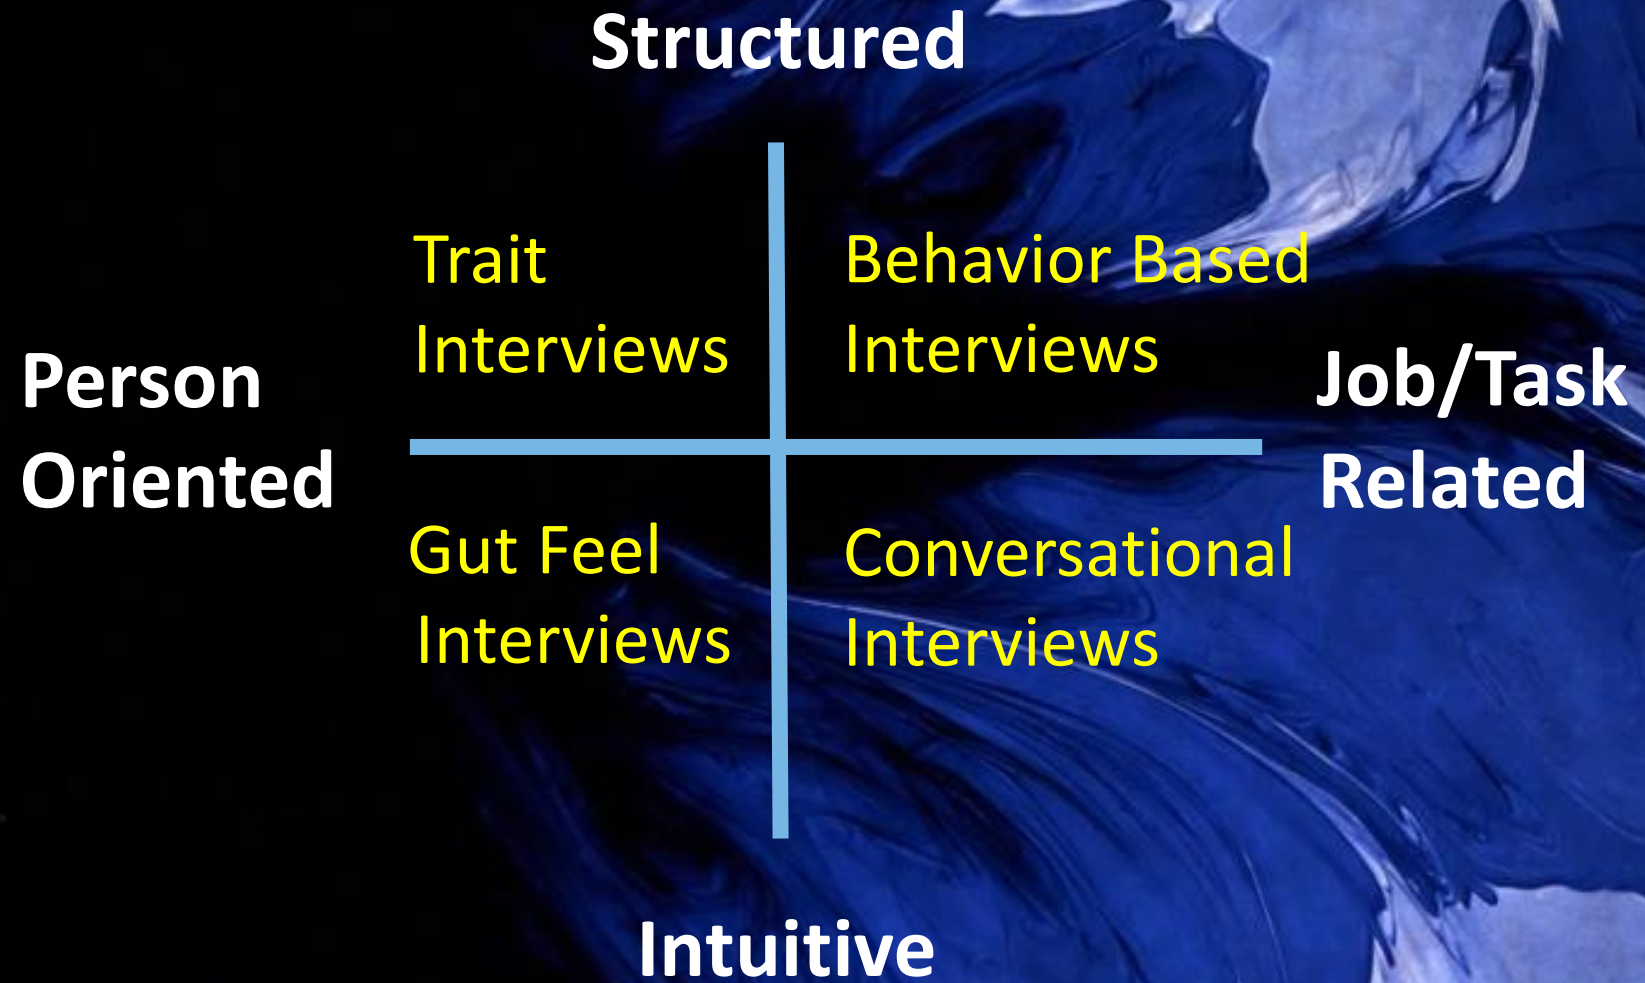 Structured
Trait
Interviews
Behavior Based
Interviews
Person
Oriented
Job/Task
Related
Gut Feel
Interviews
Conversational
Interviews
Intuitive